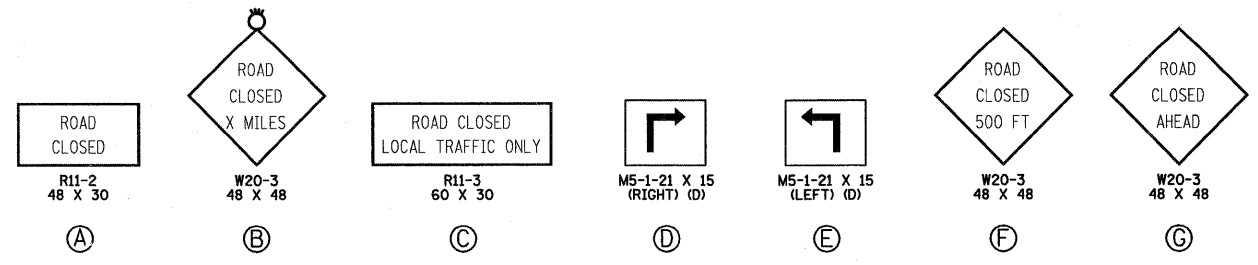 ROAD
CLOSED
R11-2
48 X 30
A
ROAD
CLOSED
X MILES
W20-3
48 X 48
B
ROAD CLOSED
LOCAL TRAFFIC ONLY
R11-3
60 X 30
C
M5-1-21 X 15
(RIGHT) (D)
D
M5-1-21 X 15
(LEFT) (D)
E
ROAD
CLOSED
500 FT
W20-3
48 X 48
F
ROAD
CLOSED
AHEAD
W20-3
48 X 48
G